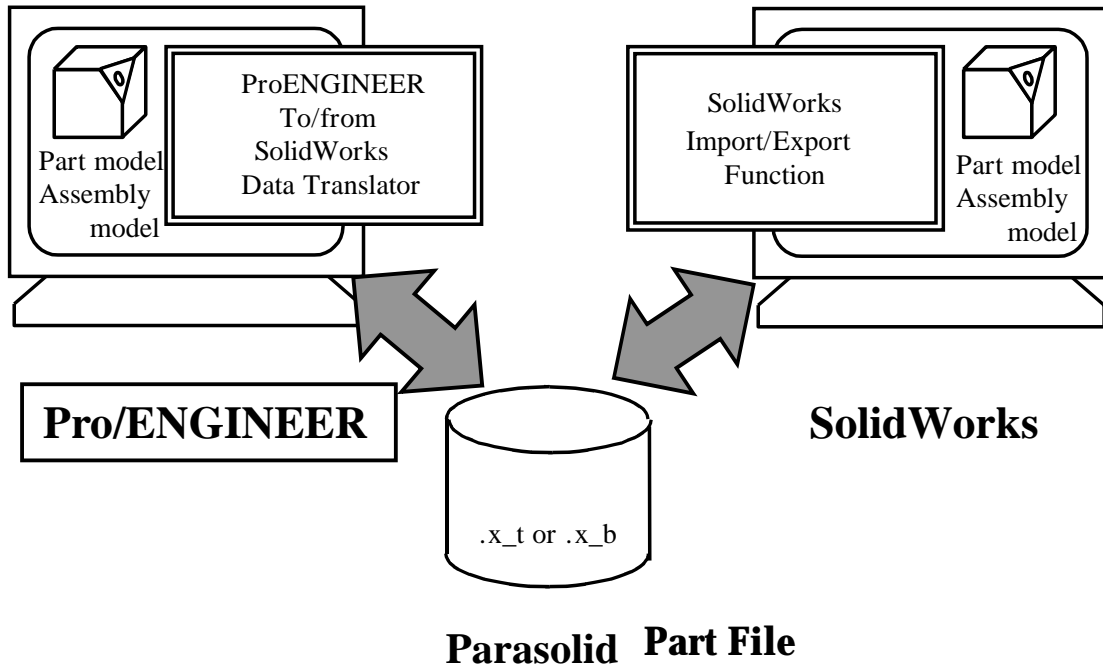 ProENGINEER
To/from
SolidWorks
Data Translator
Part model
Assembly
model
SolidWorks
Import/Export
Function
Part model
Assembly
model
Pro/ENGINEER
SolidWorks
.x_t or .x_b
Parasolid Part File